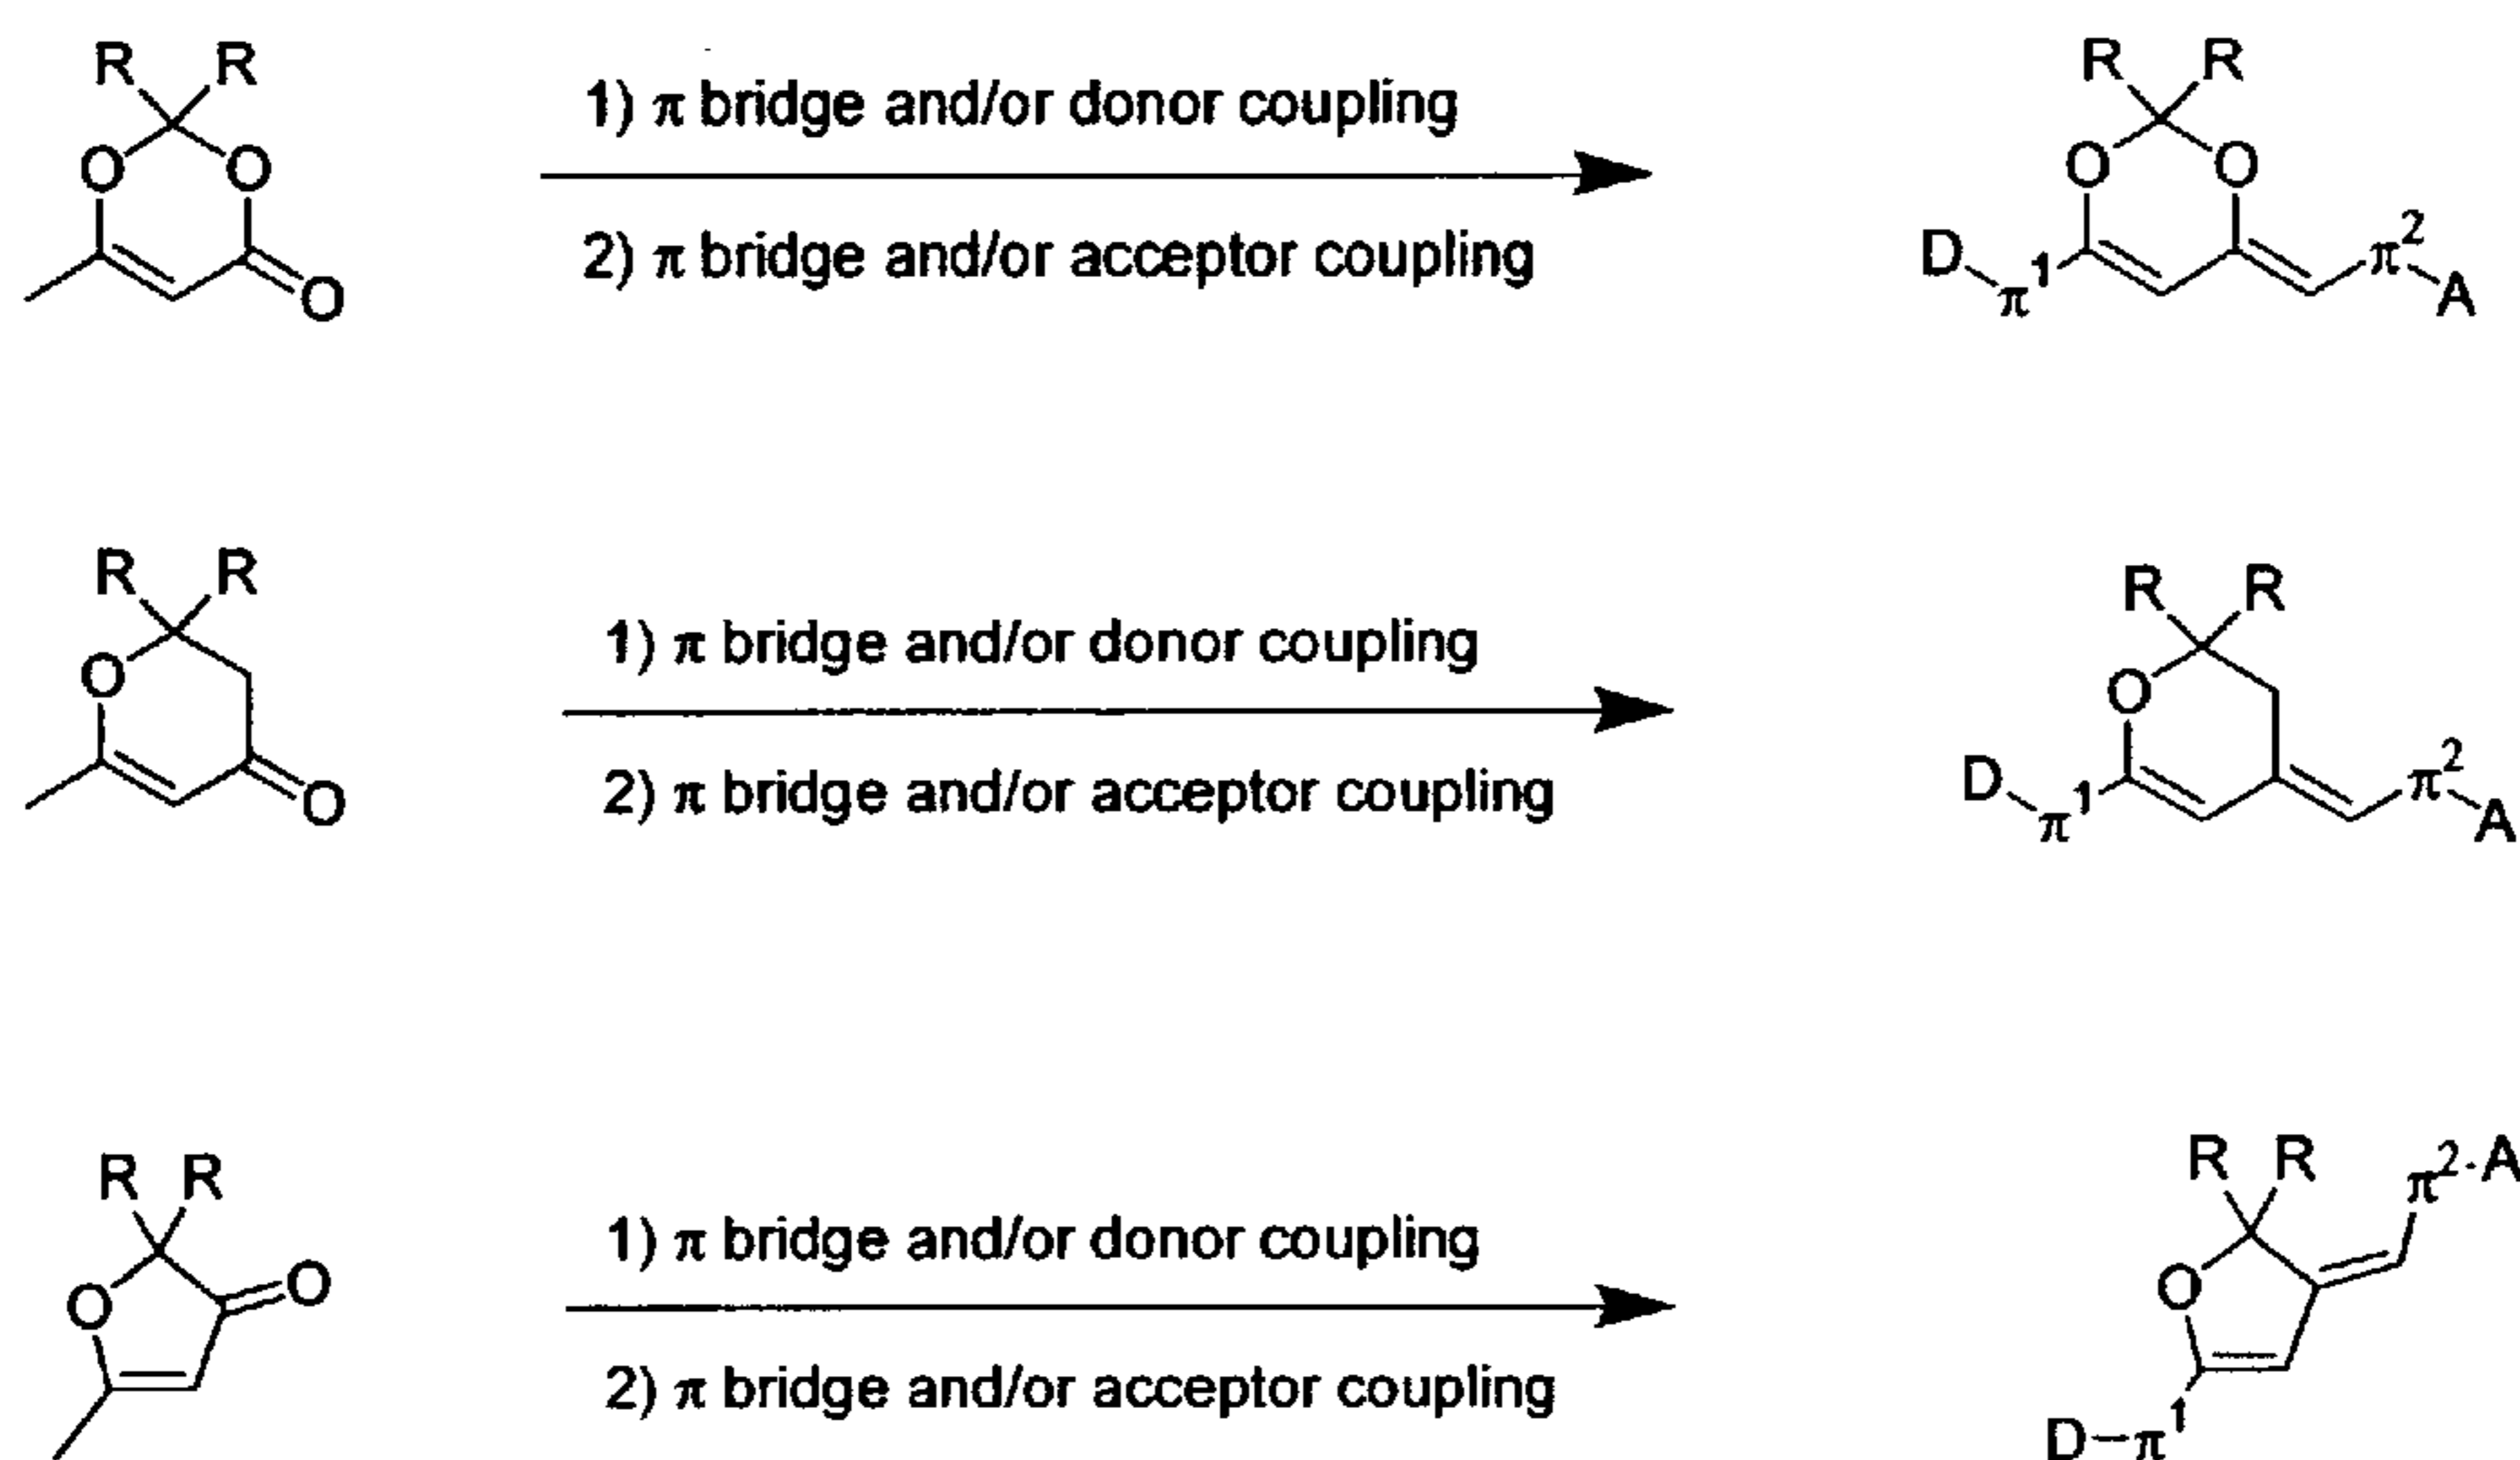 R R
O O
O
1) π bridge and/or donor coupling
2) π bridge and/or acceptor coupling
R R
O O
D π1 π2 A
R R
O
O
1) π bridge and/or donor coupling
2) π bridge and/or acceptor coupling
R R
O
D π1 π2 A
R R
O
O
1) π bridge and/or donor coupling
2) π bridge and/or acceptor coupling
R R π2-A
O
D-π1